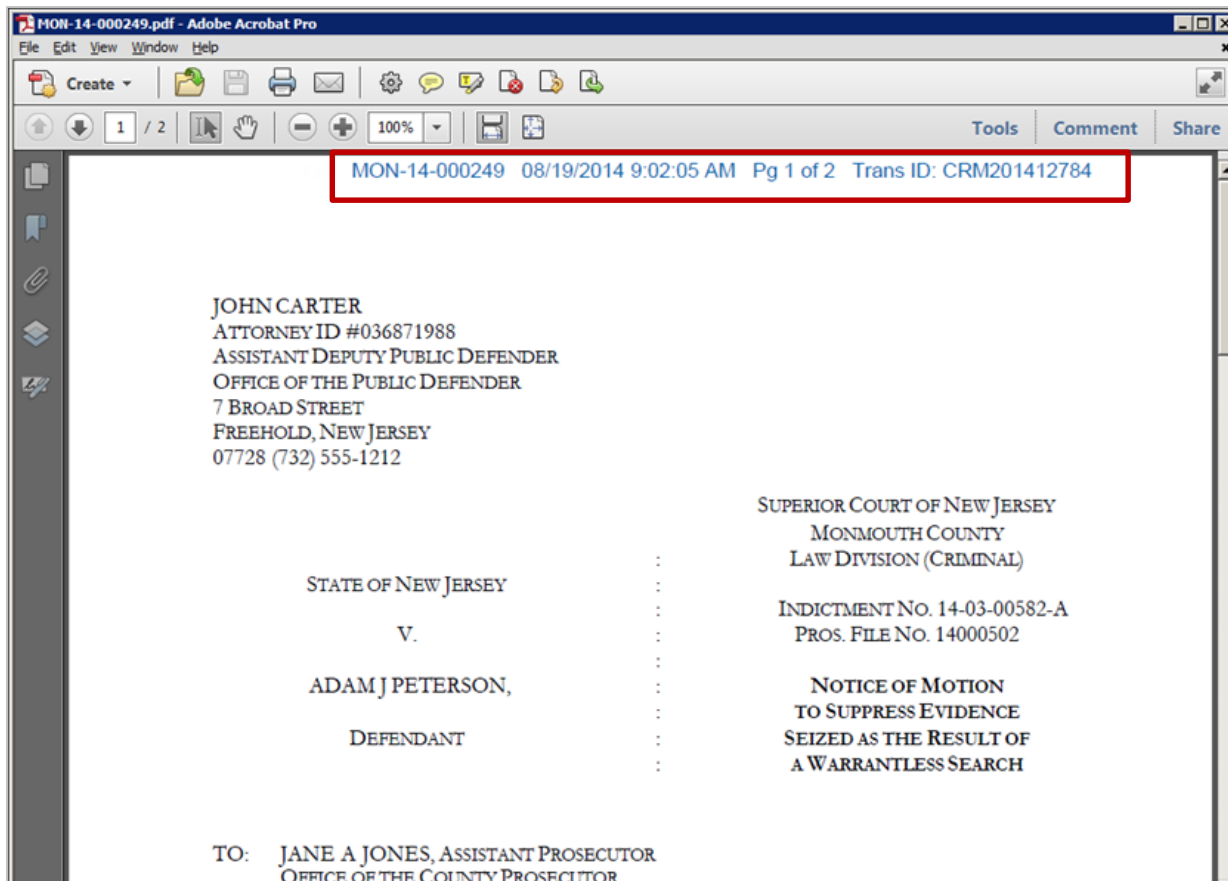 MON-14-000249.pdf - Adobe Acrobat Pro
File Edit View Window Help
Create
1 / 2 100% Tools Comment Share
MON-14-000249 08/19/2014 9:02:05 AM Pg 1 of 2 Trans ID: CRM201412784
JOHN CARTER
ATTORNEY ID #036871988
ASSISTANT DEPUTY PUBLIC DEFENDER
OFFICE OF THE PUBLIC DEFENDER
7 BROAD STREET
FREEHOLD, NEW JERSEY
07728 (732) 555-1212
SUPERIOR COURT OF NEW JERSEY
MONMOUTH COUNTY
: LAW DIVISION (CRIMINAL)
STATE OF NEW JERSEY :
: INDICTMENT NO. 14-03-00582-A
V. : PROS. FILE NO. 14000502
:
ADAM J PETERSON, : NOTICE OF MOTION
: TO SUPPRESS EVIDENCE
DEFENDANT : SEIZED AS THE RESULT OF
: A WARRANTLESS SEARCH
TO: JANE A JONES, ASSISTANT PROSECUTOR
OFFICE OF THE COUNTY PROSECUTOR